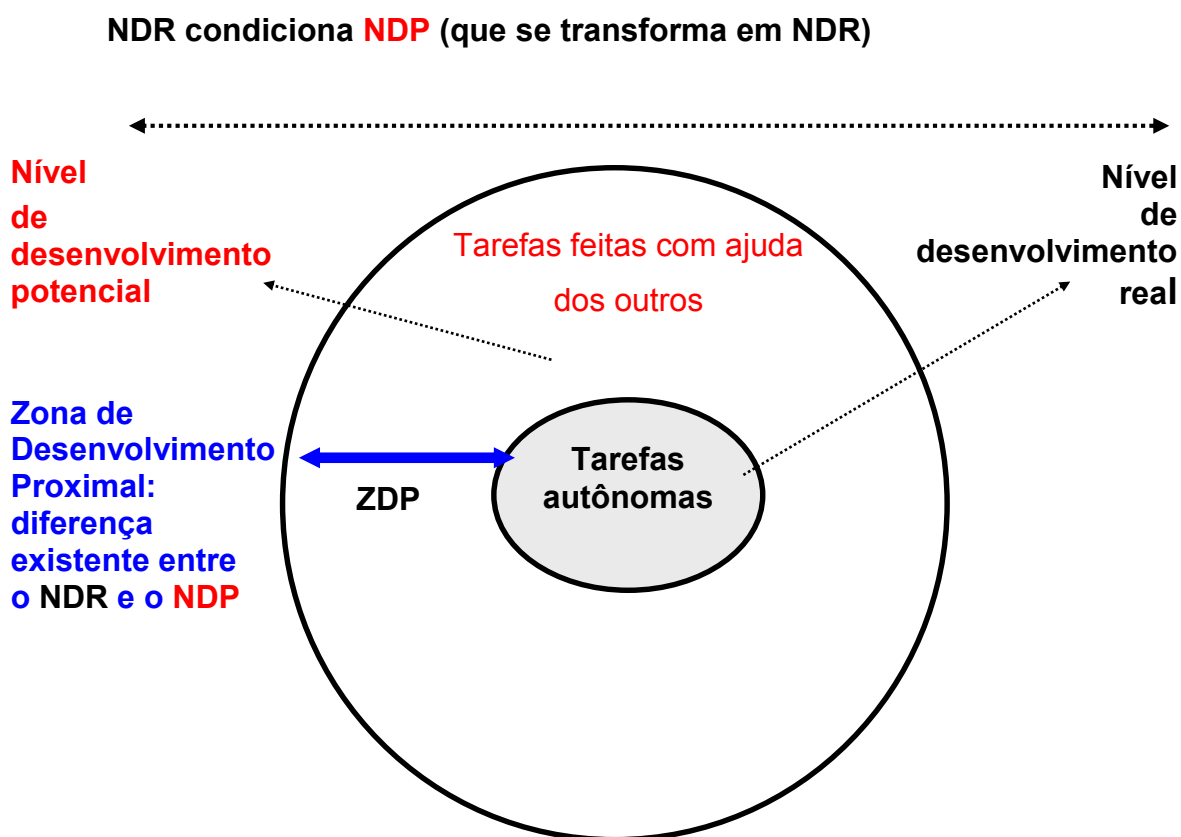 NDR condiciona NDP (que se transforma em NDR)
Nível
de
desenvolvimento
potencial
Tarefas feitas com ajuda
dos outros
Nível
de
desenvolvimento
real
Zona de
Desenvolvimento
Proximal:
diferença
existente entre
o NDR e o NDP
ZDP
Tarefas
autônomas